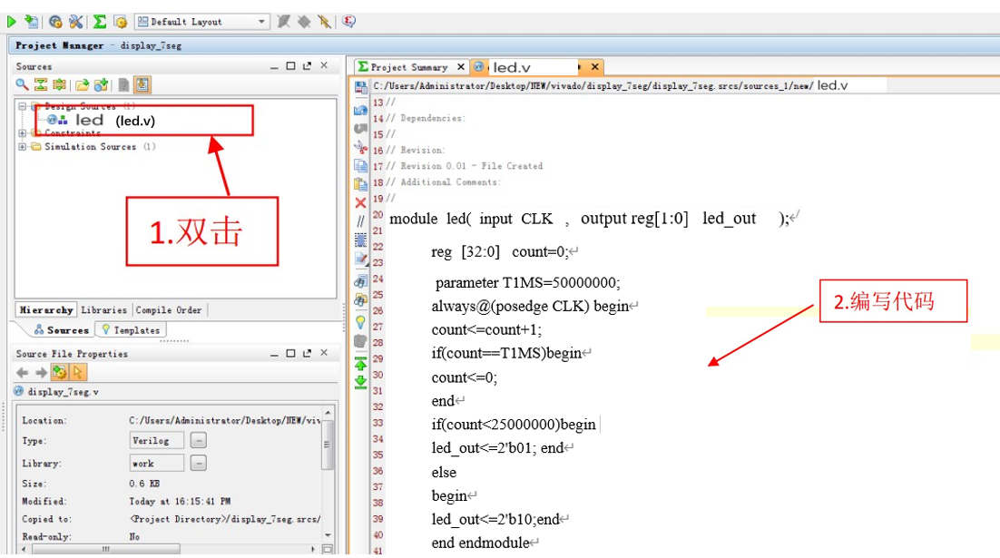 Default Layout
Project Manager - display_7seg
Sources
Design Sources (1)
led (led.v)
Constraints
Simulation Sources (1)
1.双击
Hierarchy Libraries Compile Order
Sources Templates
Source File Properties
display_7seg.v
Location: C:/Users/Administrator/Desktop/NEW/viv
Type: Verilog
Library: work
Size: 0.6 KB
Modified: Today at 16:15:41 PM
Copied to: <Project Directory>/display_7seg.srcs/
Read-only: No
Project Summary led.v
C:/Users/Administrator/Desktop/NEW/vivado/display_7seg/display_7seg.srcs/sources_1/new/ led.v
13 //
14 // Dependencies:
15 //
16 // Revision:
17 // Revision 0.01 - File Created
18 // Additional Comments:
19 //
20 module led( input CLK , output reg[1:0] led_out );↵
21
22 reg [32:0] count=0;↵
23
24 parameter T1MS=50000000;
25
26 always@(posedge CLK) begin↵
27 count<=count+1;
28
29 if(count==T1MS)begin↵
30 count<=0;
31
32 end↵
33 if(count<25000000)begin
34 led_out<=2'b01; end↵
35
36 else
37
38 begin↵
39 led_out<=2'b10;end↵
40
41 end endmodule↵
2.编写代码